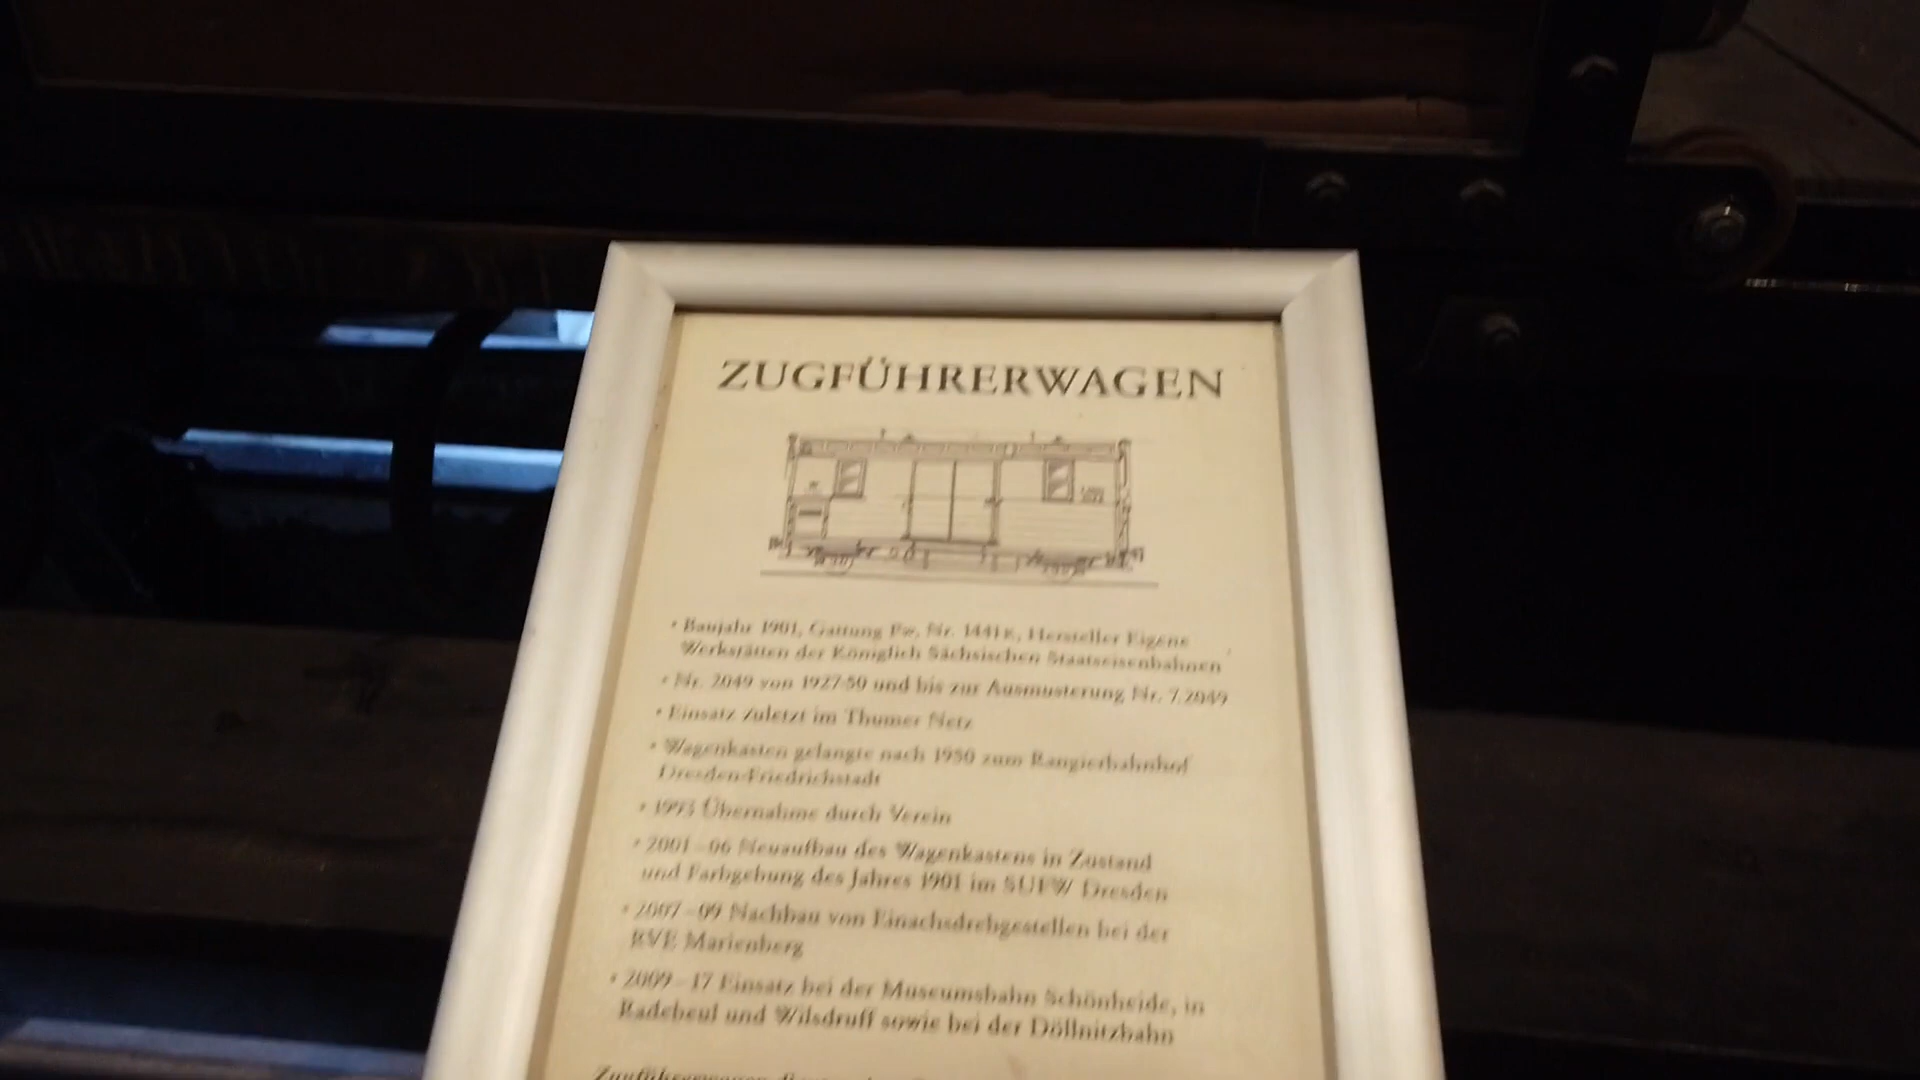 ZUGFÜHRERWAGEN
• Baujahr 1901, Gattung Pw, Nr. 1441K, Hersteller Eigene
Werkstätten der Königlich Sächsischen Staatseisenbahnen
• Nr. 2049 von 1927-50 und bis zur Ausmusterung Nr. 7.2049
• Einsatz zuletzt im Thumer Netz
• Wagenkasten gelangte nach 1950 zum Rangierbahnhof
Dresden-Friedrichstadt
• 1993 Übernahme durch Verein
• 2001–06 Neuaufbau des Wagenkastens in Zustand
und Farbgebung des Jahres 1901 im SUFW Dresden
• 2007–09 Nachbau von Einachsdrehgestellen bei der
RVE Marienberg
• 2009–17 Einsatz bei der Museumsbahn Schönheide, in
Radebeul und Wilsdruff sowie bei der Döllnitzbahn
Zugführerwagen